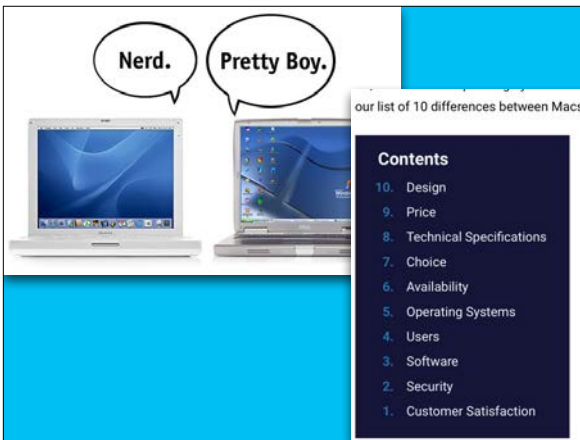 Nerd.
Pretty Boy.
our list of 10 differences between Macs
Contents
10. Design
9. Price
8. Technical Specifications
7. Choice
6. Availability
5. Operating Systems
4. Users
3. Software
2. Security
1. Customer Satisfaction